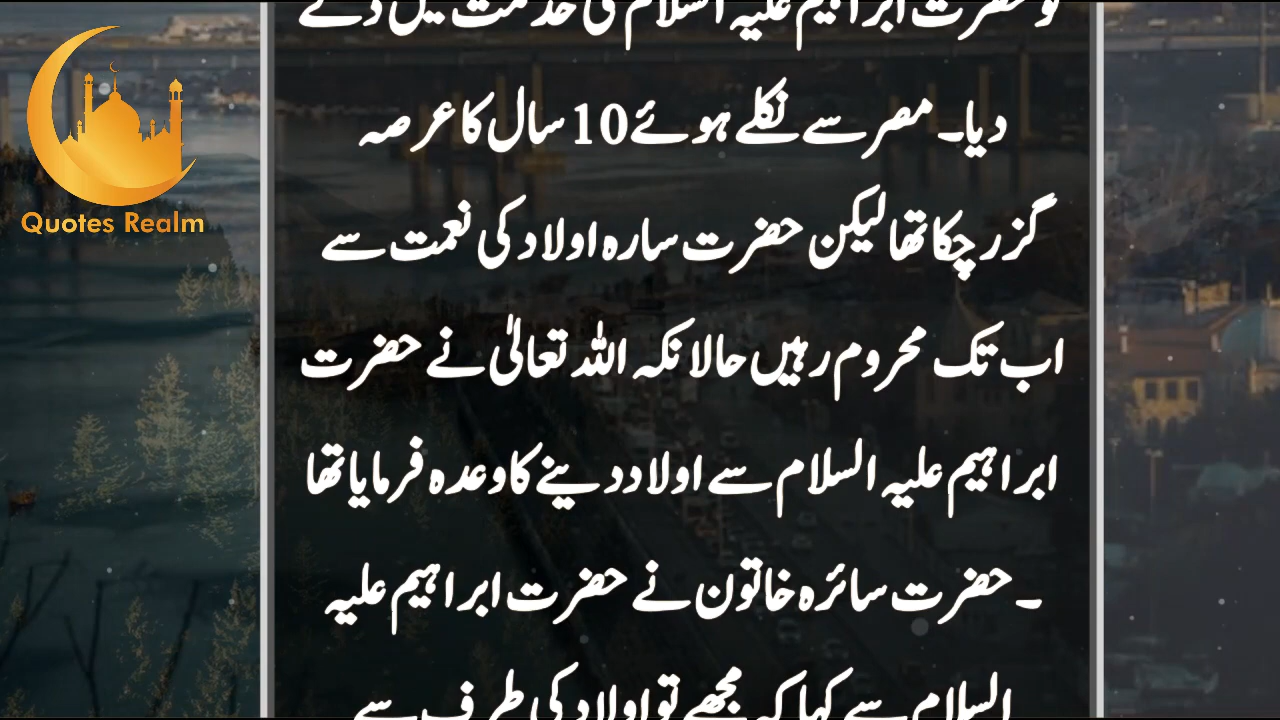 Quotes Realm
کو حضرت ابراہیم علیہ السلام کی خدمت میں دے
دیا۔ مصر سے نکلے ہوئے 10 سال کا عرصہ
گزر چکا تھا لیکن حضرت سارہ اولاد کی نعمت سے
اب تک محروم رہیں حالانکہ اللہ تعالیٰ نے حضرت
ابراہیم علیہ السلام سے اولاد دینے کا وعدہ فرمایا تھا
۔ حضرت سائرہ خاتون نے حضرت ابراہیم علیہ
السلام سے کہا کہ مجھے تو اولاد کی طرف سے